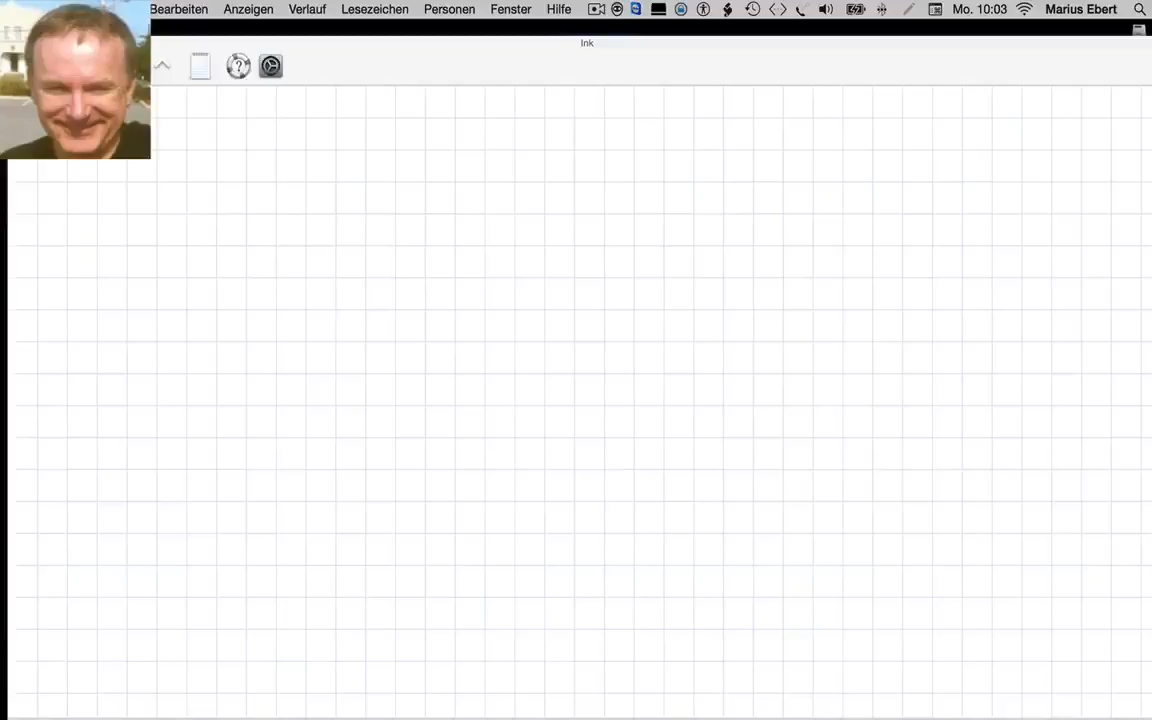 Bearbeiten Anzeigen Verlauf Lesezeichen Personen Fenster Hilfe Mo. 10:03 Marius Ebert
Ink
?